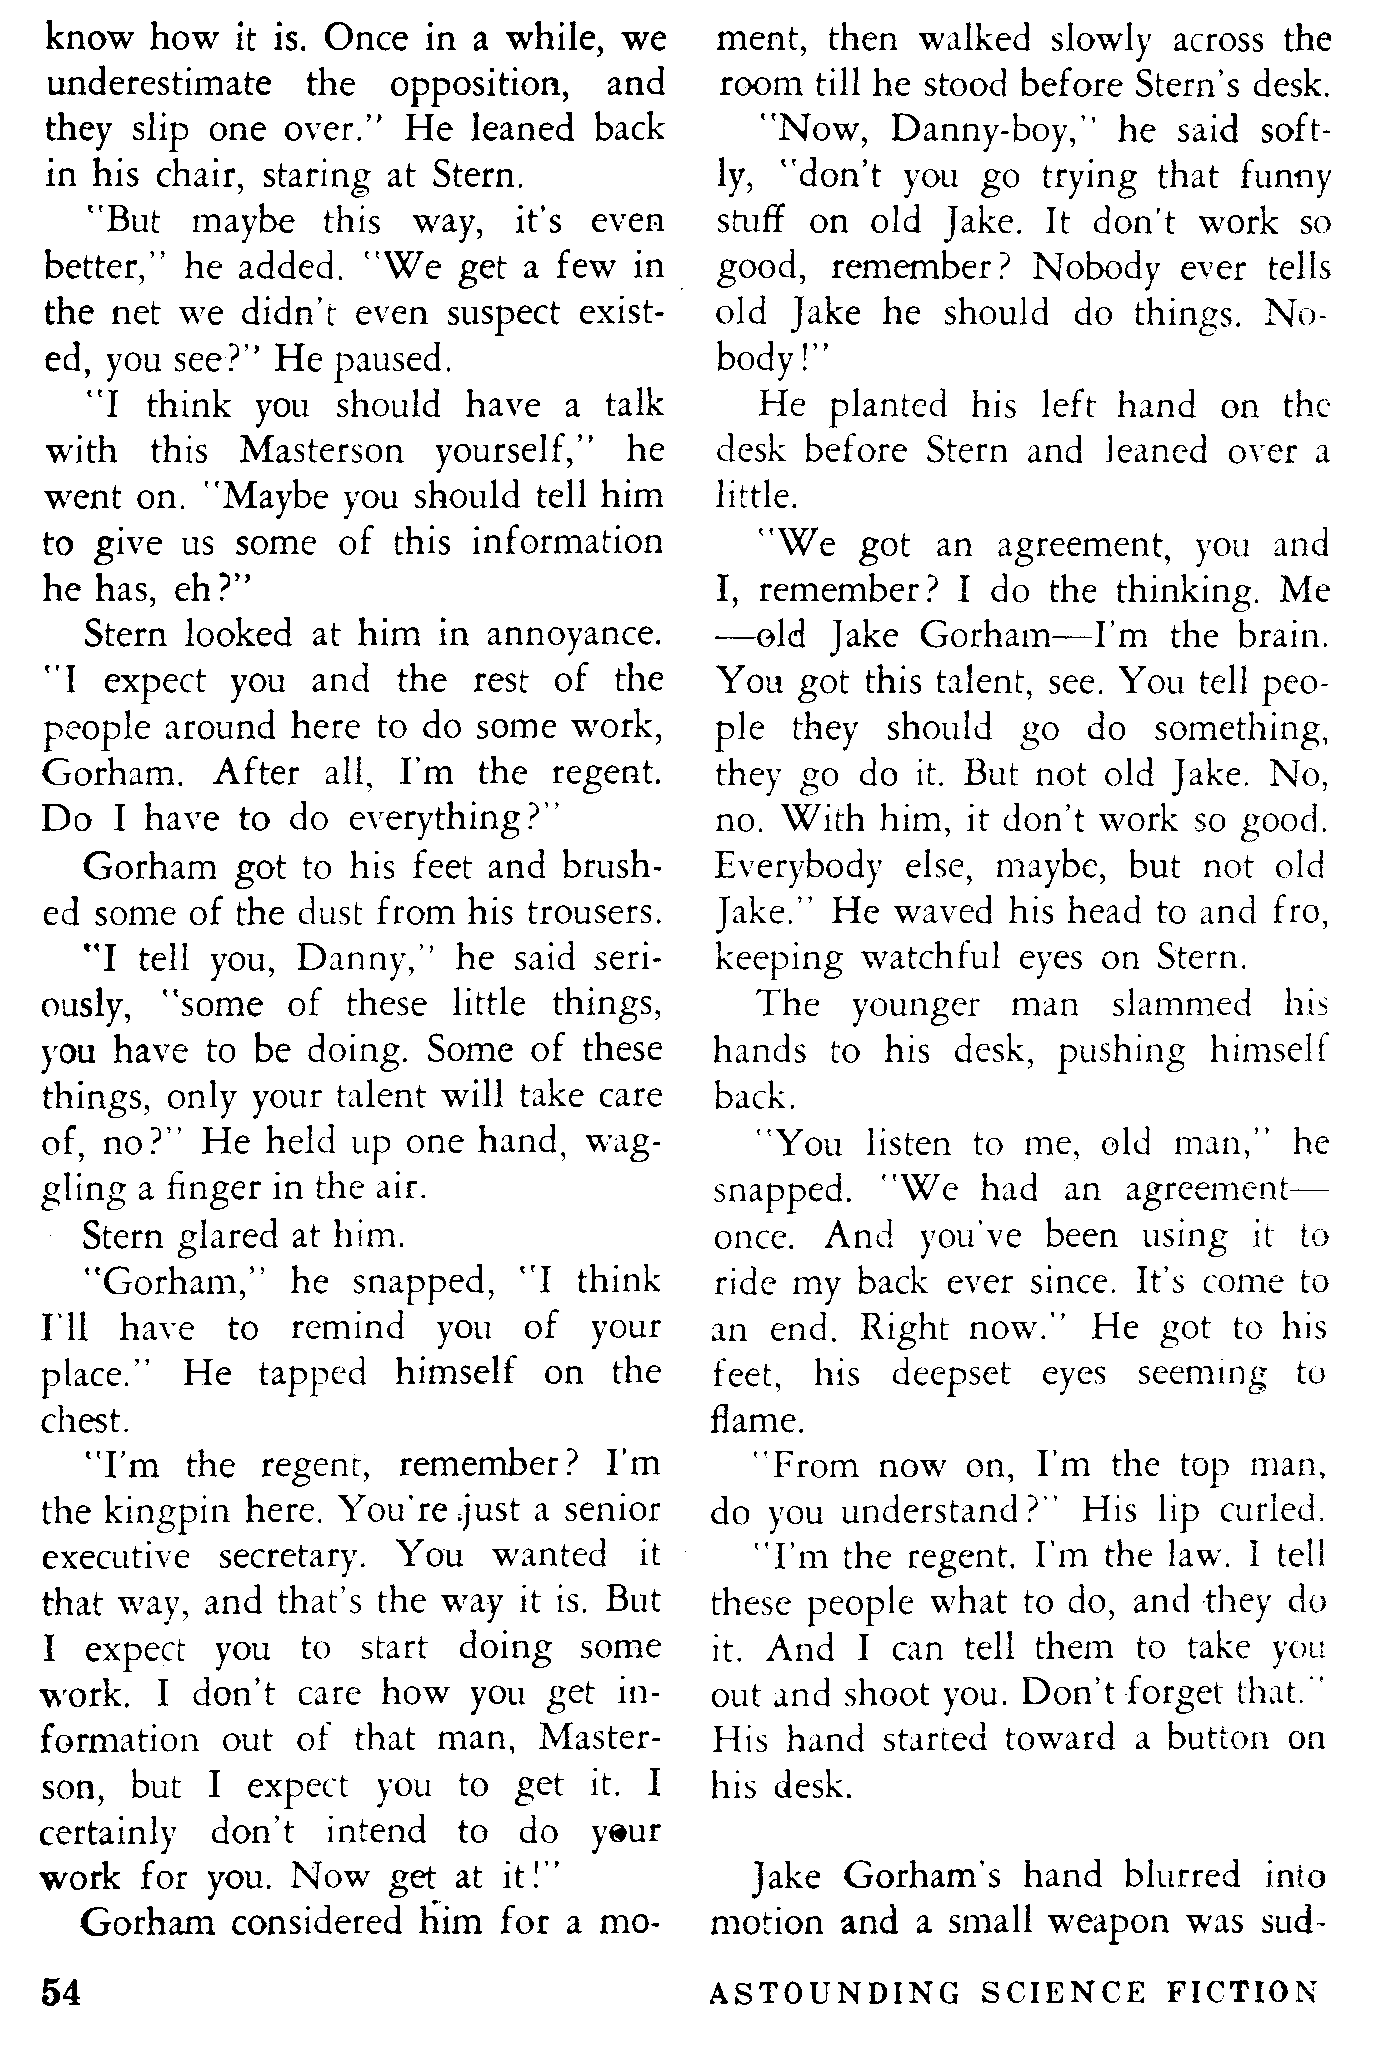 know how it is. Once in a while, we
underestimate the opposition, and
they slip one over." He leaned back
in his chair, staring at Stern.
"But maybe this way, it's even
better," he added. "We get a few in
the net we didn't even suspect exist-
ed, you see?" He paused.
"I think you should have a talk
with this Masterson yourself," he
went on. "Maybe you should tell him
to give us some of this information
he has, eh?"
Stern looked at him in annoyance.
"I expect you and the rest of the
people around here to do some work,
Gorham. After all, I'm the regent.
Do I have to do everything?"
Gorham got to his feet and brush-
ed some of the dust from his trousers.
"I tell you, Danny," he said seri-
ously, "some of these little things,
you have to be doing. Some of these
things, only your talent will take care
of, no?" He held up one hand, wag-
gling a finger in the air.
Stern glared at him.
"Gorham," he snapped, "I think
I'll have to remind you of your
place." He tapped himself on the
chest.
"I'm the regent, remember? I'm
the kingpin here. You're just a senior
executive secretary. You wanted it
that way, and that's the way it is. But
I expect you to start doing some
work. I don't care how you get in-
formation out of that man, Master-
son, but I expect you to get it. I
certainly don't intend to do your
work for you. Now get at it!"
Gorham considered him for a mo-
ment, then walked slowly across the
room till he stood before Stern's desk.
"Now, Danny-boy," he said soft-
ly, "don't you go trying that funny
stuff on old Jake. It don't work so
good, remember? Nobody ever tells
old Jake he should do things. No-
body!"
He planted his left hand on the
desk before Stern and leaned over a
little.
"We got an agreement, you and
I, remember? I do the thinking. Me
—old Jake Gorham—I'm the brain.
You got this talent, see. You tell peo-
ple they should go do something,
they go do it. But not old Jake. No,
no. With him, it don't work so good.
Everybody else, maybe, but not old
Jake." He waved his head to and fro,
keeping watchful eyes on Stern.
The younger man slammed his
hands to his desk, pushing himself
back.
"You listen to me, old man," he
snapped. "We had an agreement—
once. And you've been using it to
ride my back ever since. It's come to
an end. Right now." He got to his
feet, his deepset eyes seeming to
flame.
"From now on, I'm the top man,
do you understand?" His lip curled.
"I'm the regent. I'm the law. I tell
these people what to do, and they do
it. And I can tell them to take you
out and shoot you. Don't forget that."
His hand started toward a button on
his desk.
Jake Gorham's hand blurred into
motion and a small weapon was sud-
54
ASTOUNDING SCIENCE FICTION